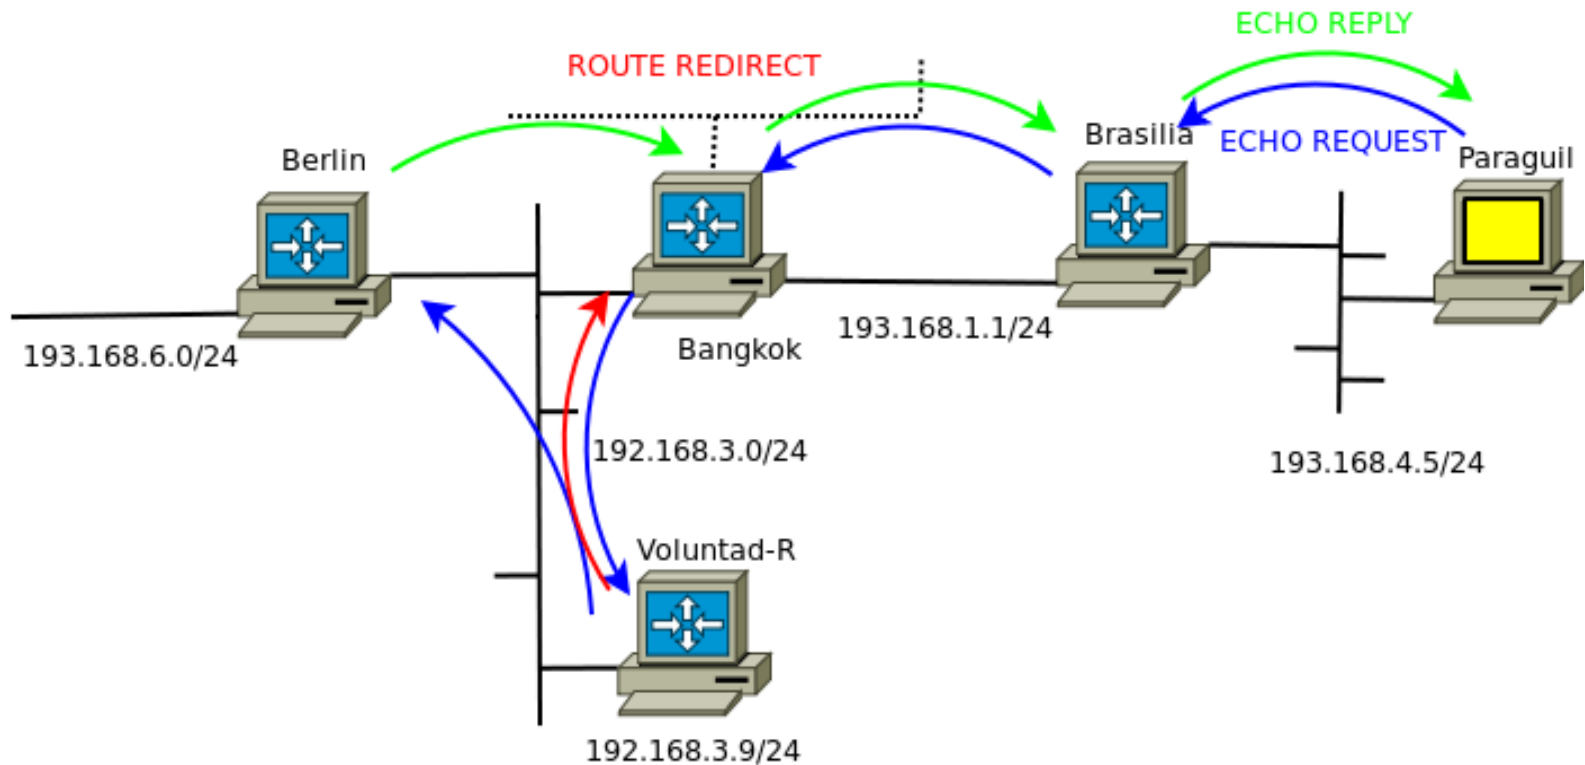 ECHO REPLY
ROUTE REDIRECT
Brasilia
ECHO REQUEST
Paraguil
Berlin
193.168.6.0/24
Bangkok
193.168.1.1/24
192.168.3.0/24
193.168.4.5/24
Voluntad-R
192.168.3.9/24